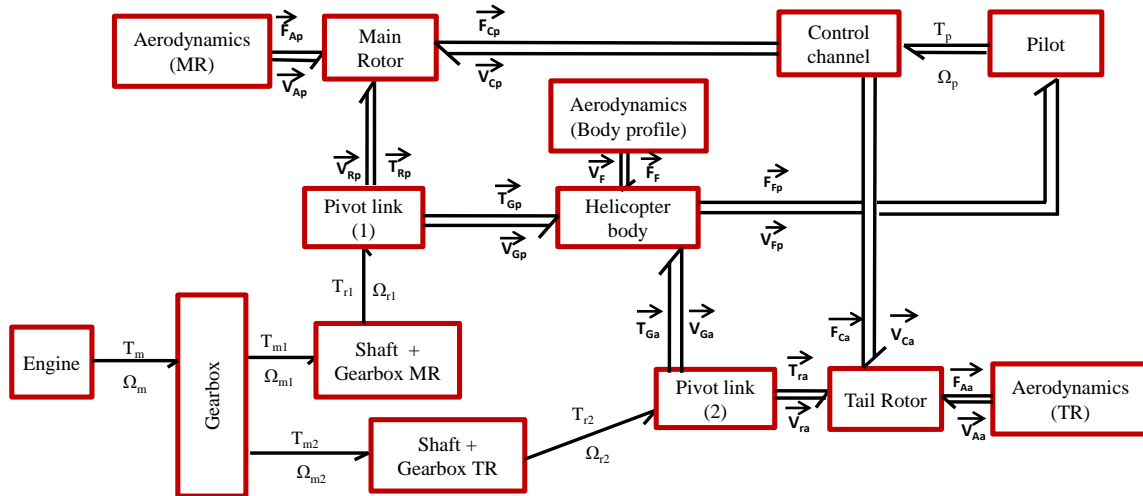 Aerodynamics
(MR)
F_Ap
V_Ap
Main
Rotor
F_Cp
V_Cp
Control
channel
T_p
Ω_p
Pilot
Aerodynamics
(Body profile)
V_F
F_F
V_Rp
T_Rp
Pivot link
(1)
T_Gp
V_Gp
Helicopter
body
F_Fp
V_Fp
T_r1
Ω_r1
T_Ga
V_Ga
F_Ca
V_Ca
Engine
T_m
Ω_m
Gearbox
T_m1
Ω_m1
Shaft +
Gearbox MR
T_m2
Ω_m2
Shaft +
Gearbox TR
T_r2
Ω_r2
Pivot link
(2)
T_ra
V_ra
Tail Rotor
F_Aa
V_Aa
Aerodynamics
(TR)